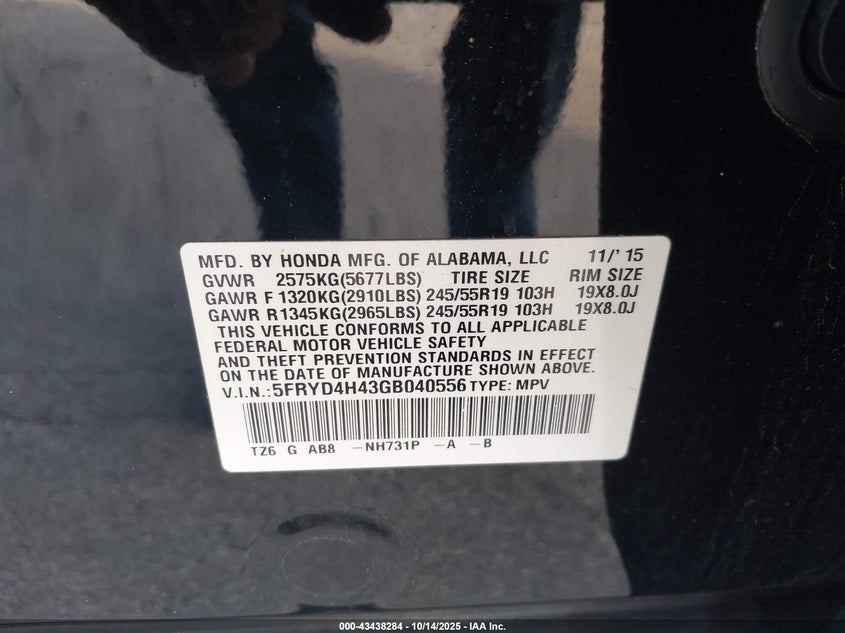 MFD. BY HONDA MFG. OF ALABAMA, LLC 11/' 15
GVWR 2575KG(5677LBS) TIRE SIZE RIM SIZE
GAWR F 1320KG(2910LBS) 245/55R19 103H 19X8.0J
GAWR R 1345KG(2965LBS) 245/55R19 103H 19X8.0J
THIS VEHICLE CONFORMS TO ALL APPLICABLE
FEDERAL MOTOR VEHICLE SAFETY
AND THEFT PREVENTION STANDARDS IN EFFECT
ON THE DATE OF MANUFACTURE SHOWN ABOVE.
V.I.N.:5FRYD4H43GB040556 TYPE: MPV
TZ6 G AB8 -NH731P -A -B
000-43438284 - 10/14/2025 - IAA Inc.